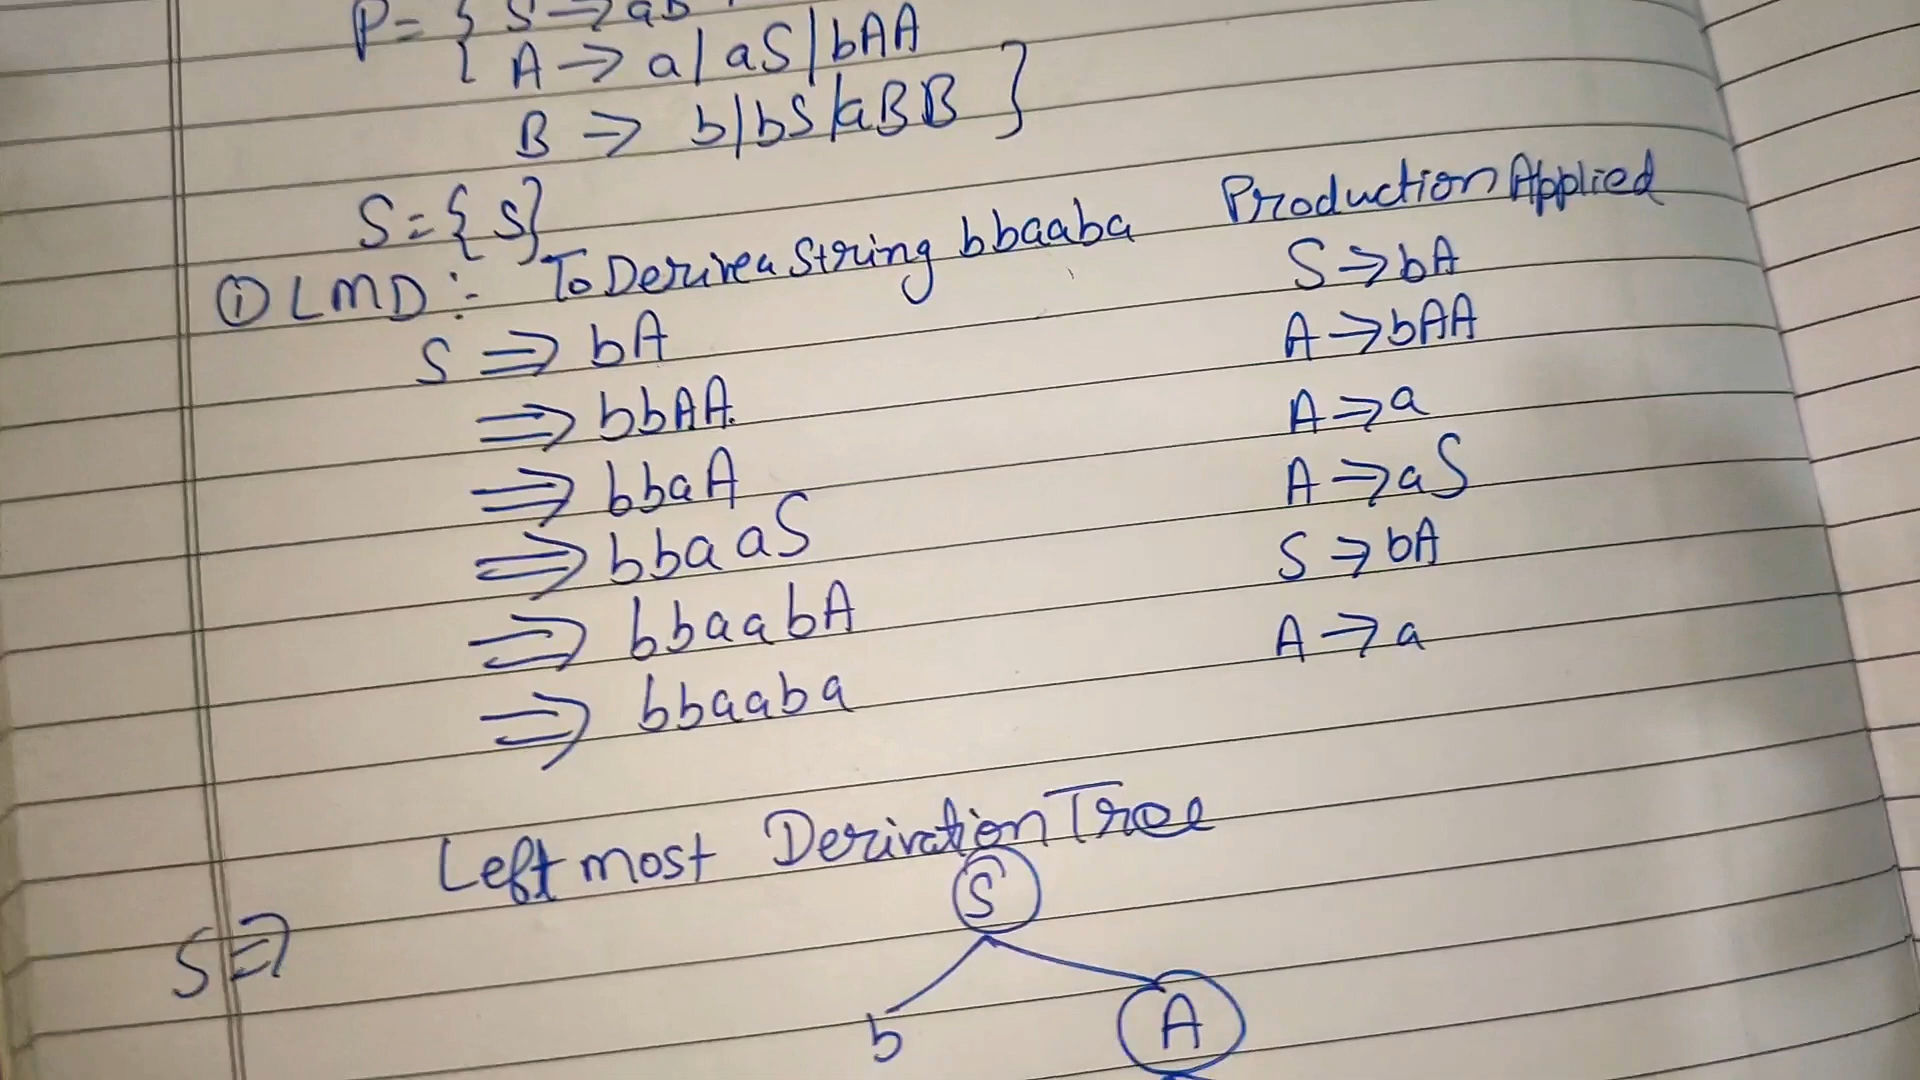 P = { S → aB
A → a | aS | bAA
B → b | bS | aBB }
S = { S }
① LMD :- To Derive a String bbaaba Production Applied
S ⇒ bA S → bA
⇒ bbAA. A → bAA
⇒ bbaA A → a
⇒ bbaaS A → aS
⇒ bbaabA S → bA
⇒ bbaaba A → a
Left most Derivation Tree
S ⇒ S
b A